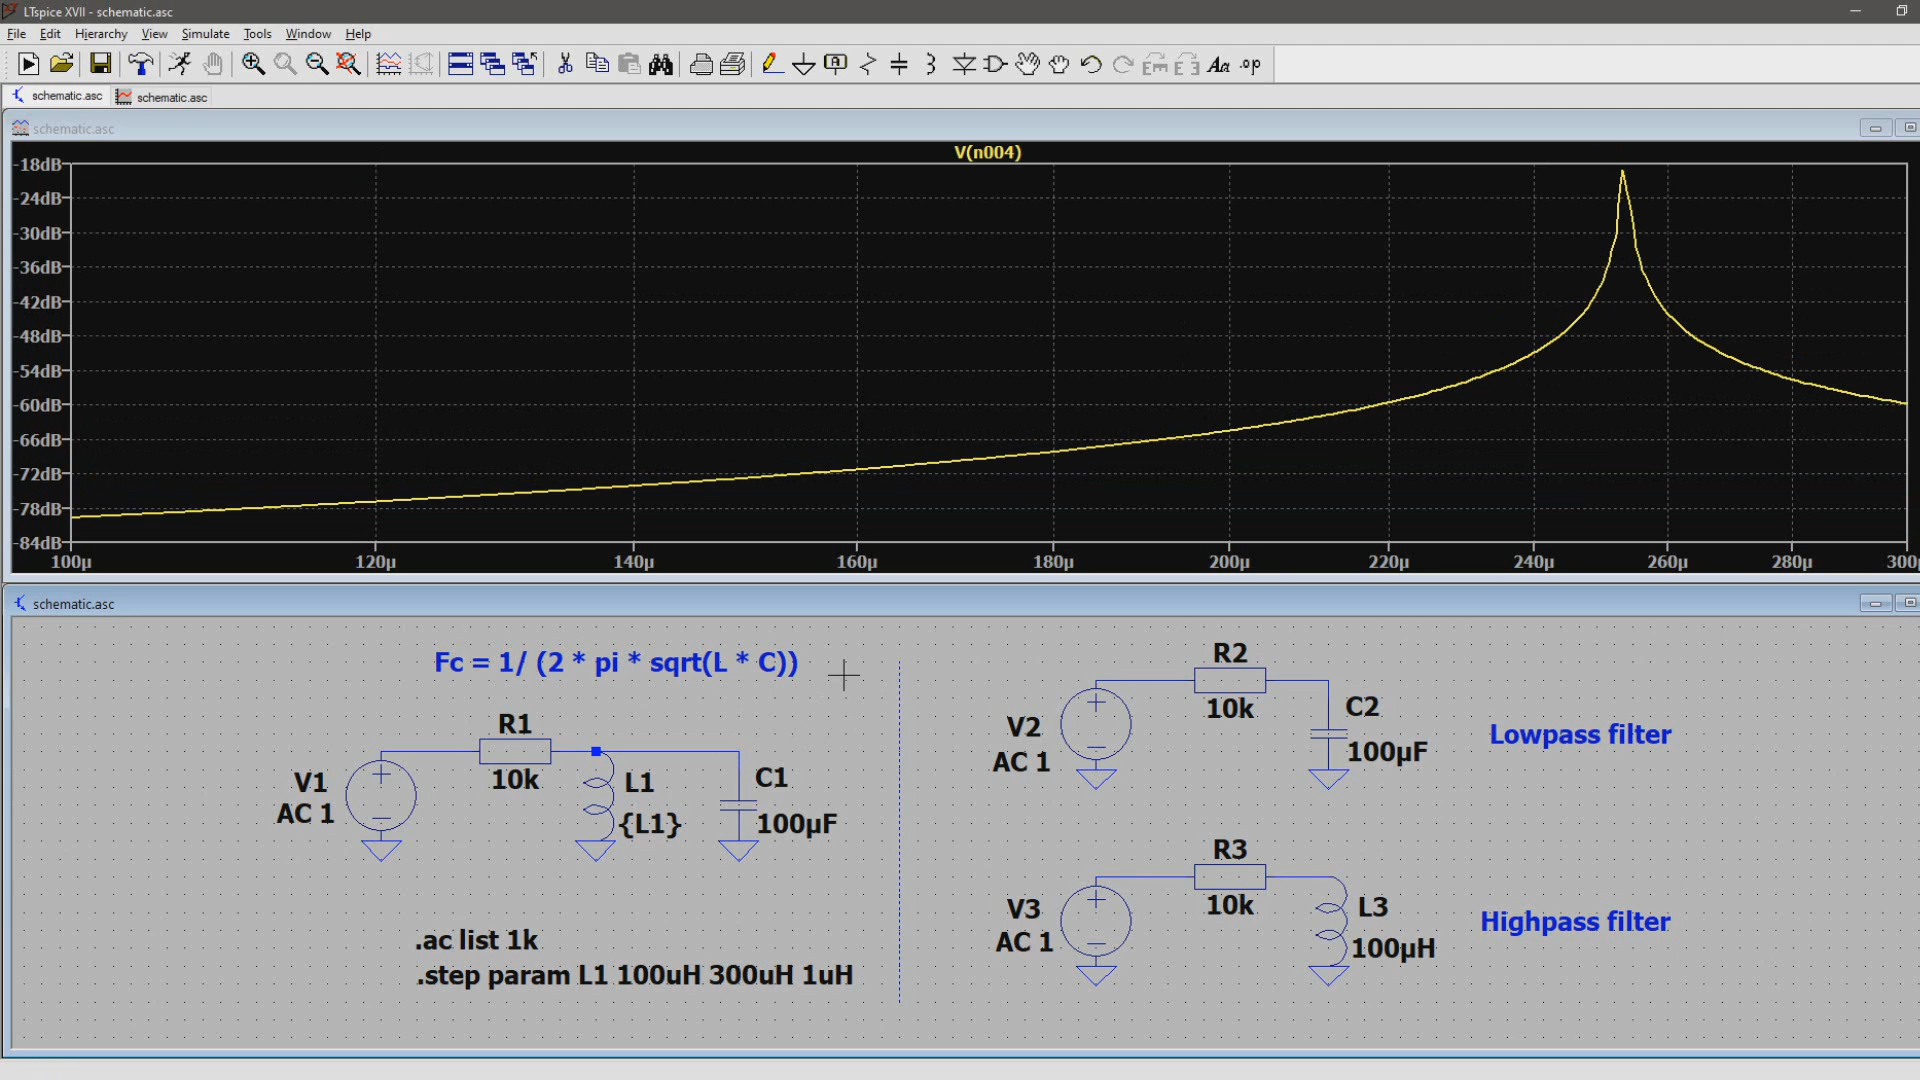 LTspice XVII - schematic.asc
File Edit Hierarchy View Simulate Tools Window Help
A Aa .op
schematic.asc schematic.asc
schematic.asc
V(n004)
-18dB
-24dB
-30dB
-36dB
-42dB
-48dB
-54dB
-60dB
-66dB
-72dB
-78dB
-84dB
100µ 120µ 140µ 160µ 180µ 200µ 220µ 240µ 260µ 280µ 300µ
schematic.asc
Fc = 1/ (2 * pi * sqrt(L * C))
R1
10k
V1
AC 1
L1
{L1}
C1
100µF
.ac list 1k
.step param L1 100uH 300uH 1uH
R2
10k
V2
AC 1
C2
100µF
Lowpass filter
R3
10k
V3
AC 1
L3
100µH
Highpass filter